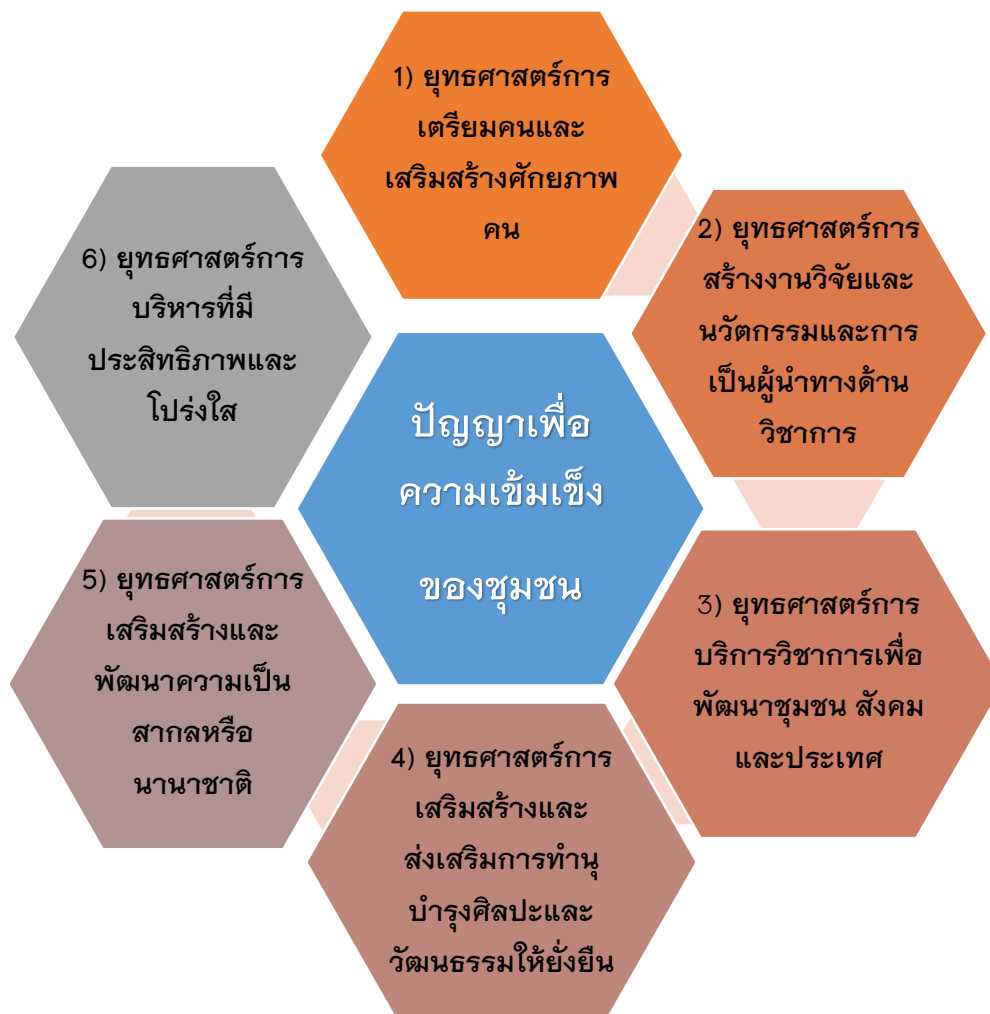 1) ยุทธศาสตร์การ
เตรียมคนและ
เสริมสร้างศักยภาพ
คน
2) ยุทธศาสตร์การ
สร้างงานวิจัยและ
นวัตกรรมและการ
เป็นผู้นำทางด้าน
วิชาการ
3) ยุทธศาสตร์การ
บริการวิชาการเพื่อ
พัฒนาชุมชน สังคม
และประเทศ
4) ยุทธศาสตร์การ
เสริมสร้างและ
ส่งเสริมการทำนุ
บำรุงศิลปะและ
วัฒนธรรมให้ยั่งยืน
5) ยุทธศาสตร์การ
เสริมสร้างและ
พัฒนาความเป็น
สากลหรือ
นานาชาติ
6) ยุทธศาสตร์การ
บริหารที่มี
ประสิทธิภาพและ
โปร่งใส
ปัญญาเพื่อ
ความเข้มเข็ง
ของชุมชน